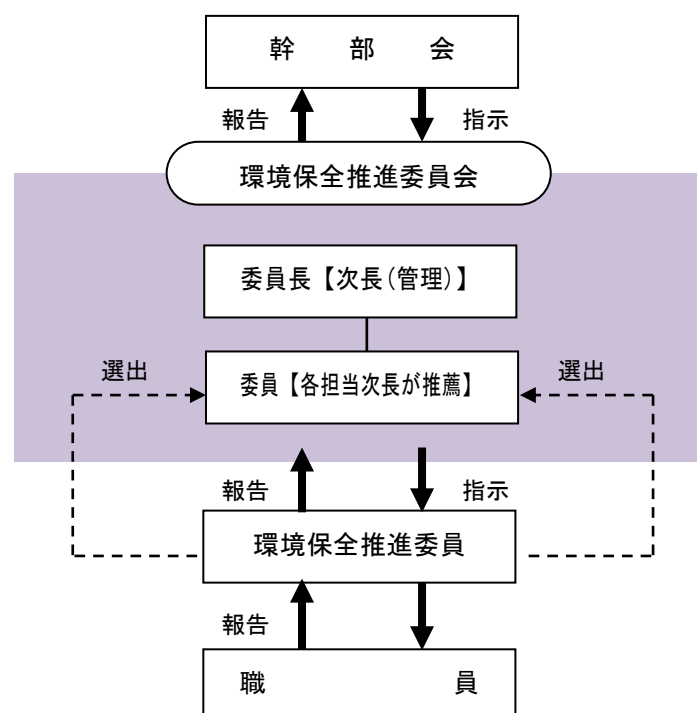 幹　部　会
報告　指示
環境保全推進委員会
委員長【次長（管理）】
選出　選出
委員【各担当次長が推薦】
報告　指示
環境保全推進委員
報告
職　員